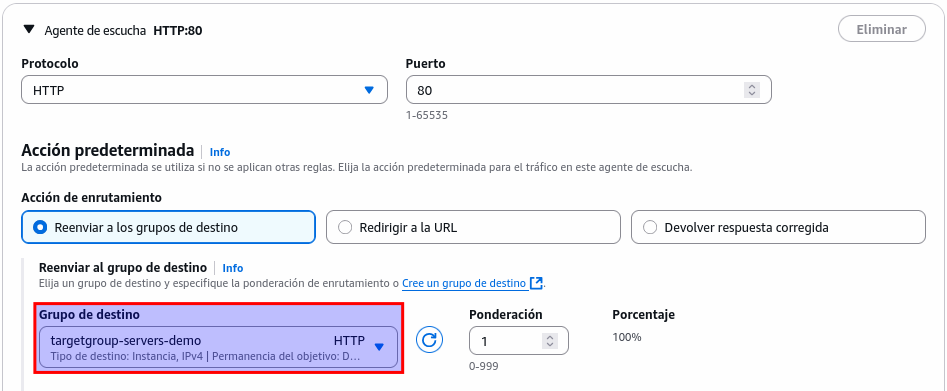 Agente de escucha HTTP:80
Eliminar
Protocolo
Puerto
HTTP
80
1-65535
Acción predeterminada
Info
La acción predeterminada se utiliza si no se aplican otras reglas. Elija la acción predeterminada para el tráfico en este agente de escucha.
Acción de enrutamiento
Reenviar a los grupos de destino
Redirigir a la URL
Devolver respuesta corregida
Reenviar al grupo de destino
Info
Elija un grupo de destino y especifique la ponderación de enrutamiento o Cree un grupo de destino.
Grupo de destino
Ponderación
Porcentaje
targetgroup-servers-demo
HTTP
Tipo de destino: Instancia, IPv4 | Permanencia del objetivo: D...
1
100%
0-999